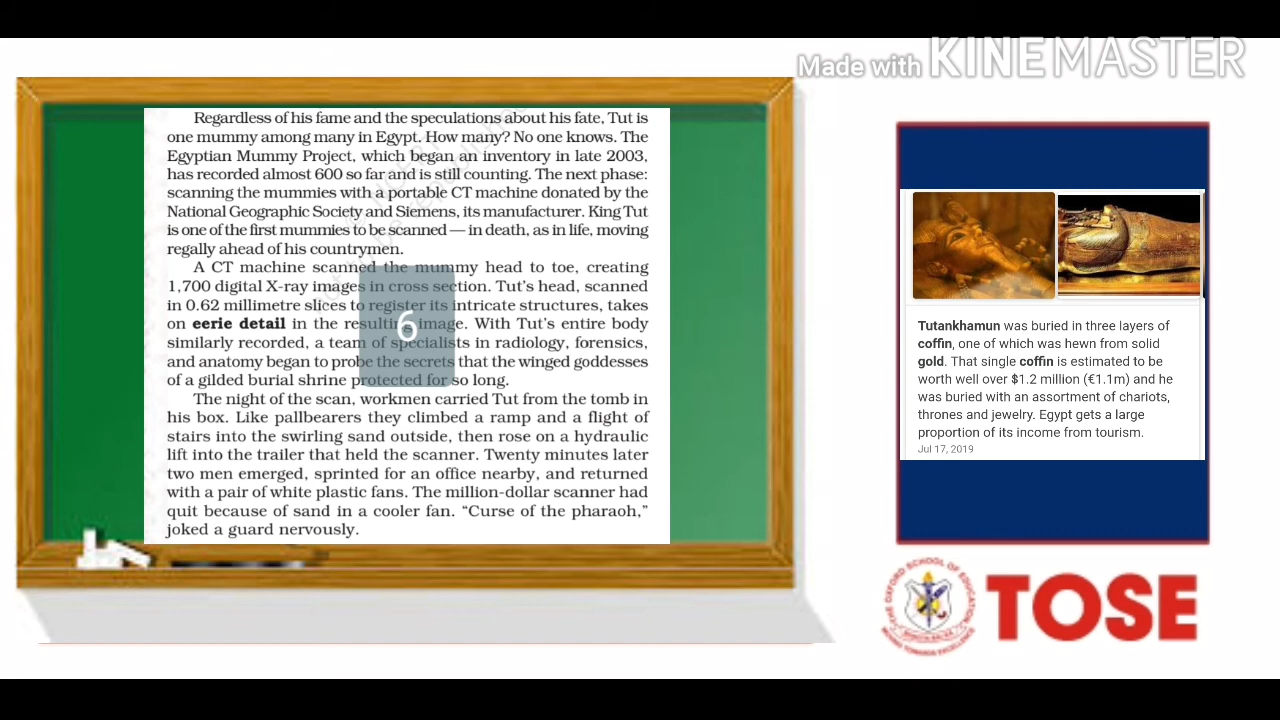 Made with KINEMASTER
Regardless of his fame and the speculations about his fate, Tut is
one mummy among many in Egypt. How many? No one knows. The
Egyptian Mummy Project, which began an inventory in late 2003,
has recorded almost 600 so far and is still counting. The next phase:
scanning the mummies with a portable CT machine donated by the
National Geographic Society and Siemens, its manufacturer. King Tut
is one of the first mummies to be scanned — in death, as in life, moving
regally ahead of his countrymen.
A CT machine scanned the mummy head to toe, creating
1,700 digital X-ray images in cross section. Tut's head, scanned
in 0.62 millimetre slices to register its intricate structures, takes
on eerie detail in the resulting image. With Tut's entire body
similarly recorded, a team of specialists in radiology, forensics,
and anatomy began to probe the secrets that the winged goddesses
of a gilded burial shrine protected for so long.
The night of the scan, workmen carried Tut from the tomb in
his box. Like pallbearers they climbed a ramp and a flight of
stairs into the swirling sand outside, then rose on a hydraulic
lift into the trailer that held the scanner. Twenty minutes later
two men emerged, sprinted for an office nearby, and returned
with a pair of white plastic fans. The million-dollar scanner had
quit because of sand in a cooler fan. “Curse of the pharaoh,”
joked a guard nervously.
6
Tutankhamun was buried in three layers of
coffin, one of which was hewn from solid
gold. That single coffin is estimated to be
worth well over $1.2 million (€1.1m) and he
was buried with an assortment of chariots,
thrones and jewelry. Egypt gets a large
proportion of its income from tourism.
Jul 17, 2019
THE OXFORD SCHOOL OF EDUCATION
TOSE